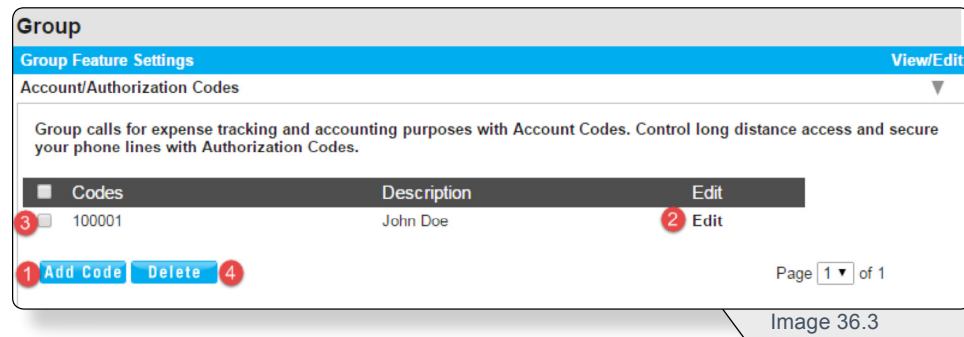 Group
Group Feature Settings View/Edit
Account/Authorization Codes ▼
Group calls for expense tracking and accounting purposes with Account Codes. Control long distance access and secure
your phone lines with Authorization Codes.
Codes Description Edit
3 100001 John Doe 2 Edit
1 Add Code Delete 4 Page 1 ▼ of 1
Image 36.3